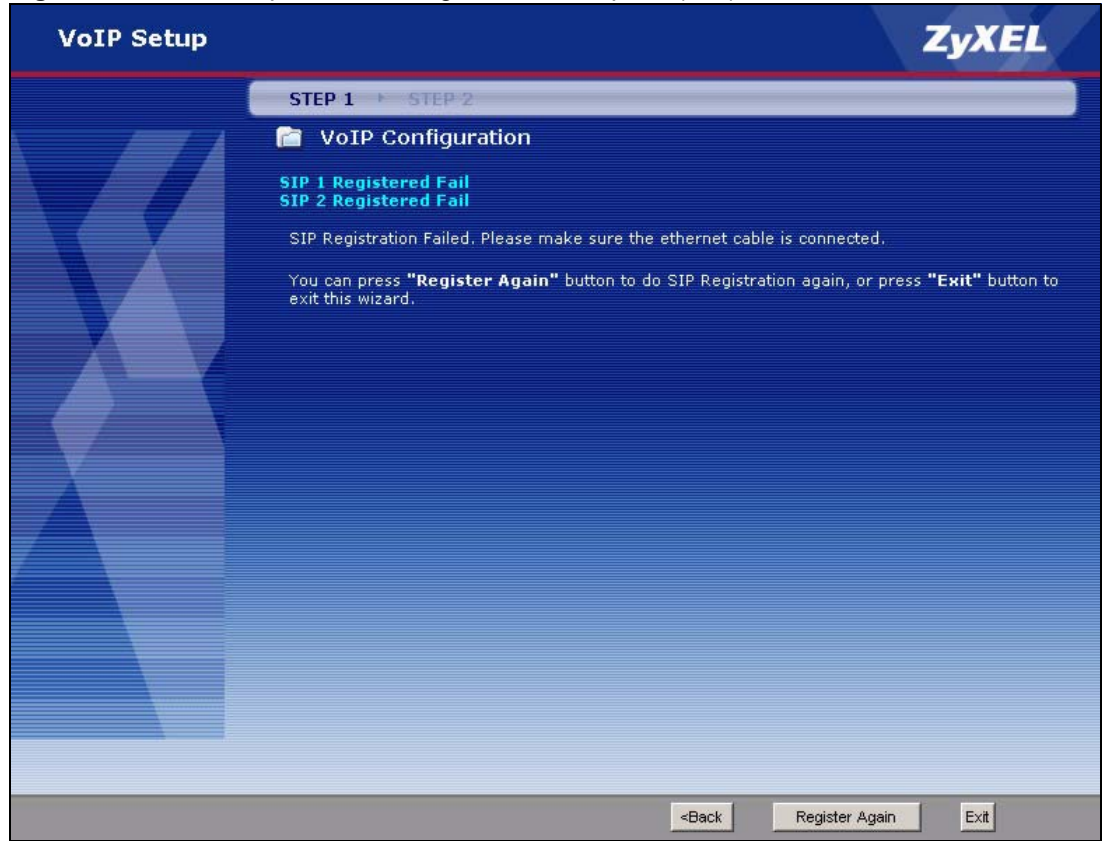 VoIP Setup
ZyXEL
STEP 1 STEP 2
VoIP Configuration
SIP 1 Registered Fail
SIP 2 Registered Fail
SIP Registration Failed. Please make sure the ethernet cable is connected.
You can press "Register Again" button to do SIP Registration again, or press "Exit" button to
exit this wizard.
<Back Register Again Exit